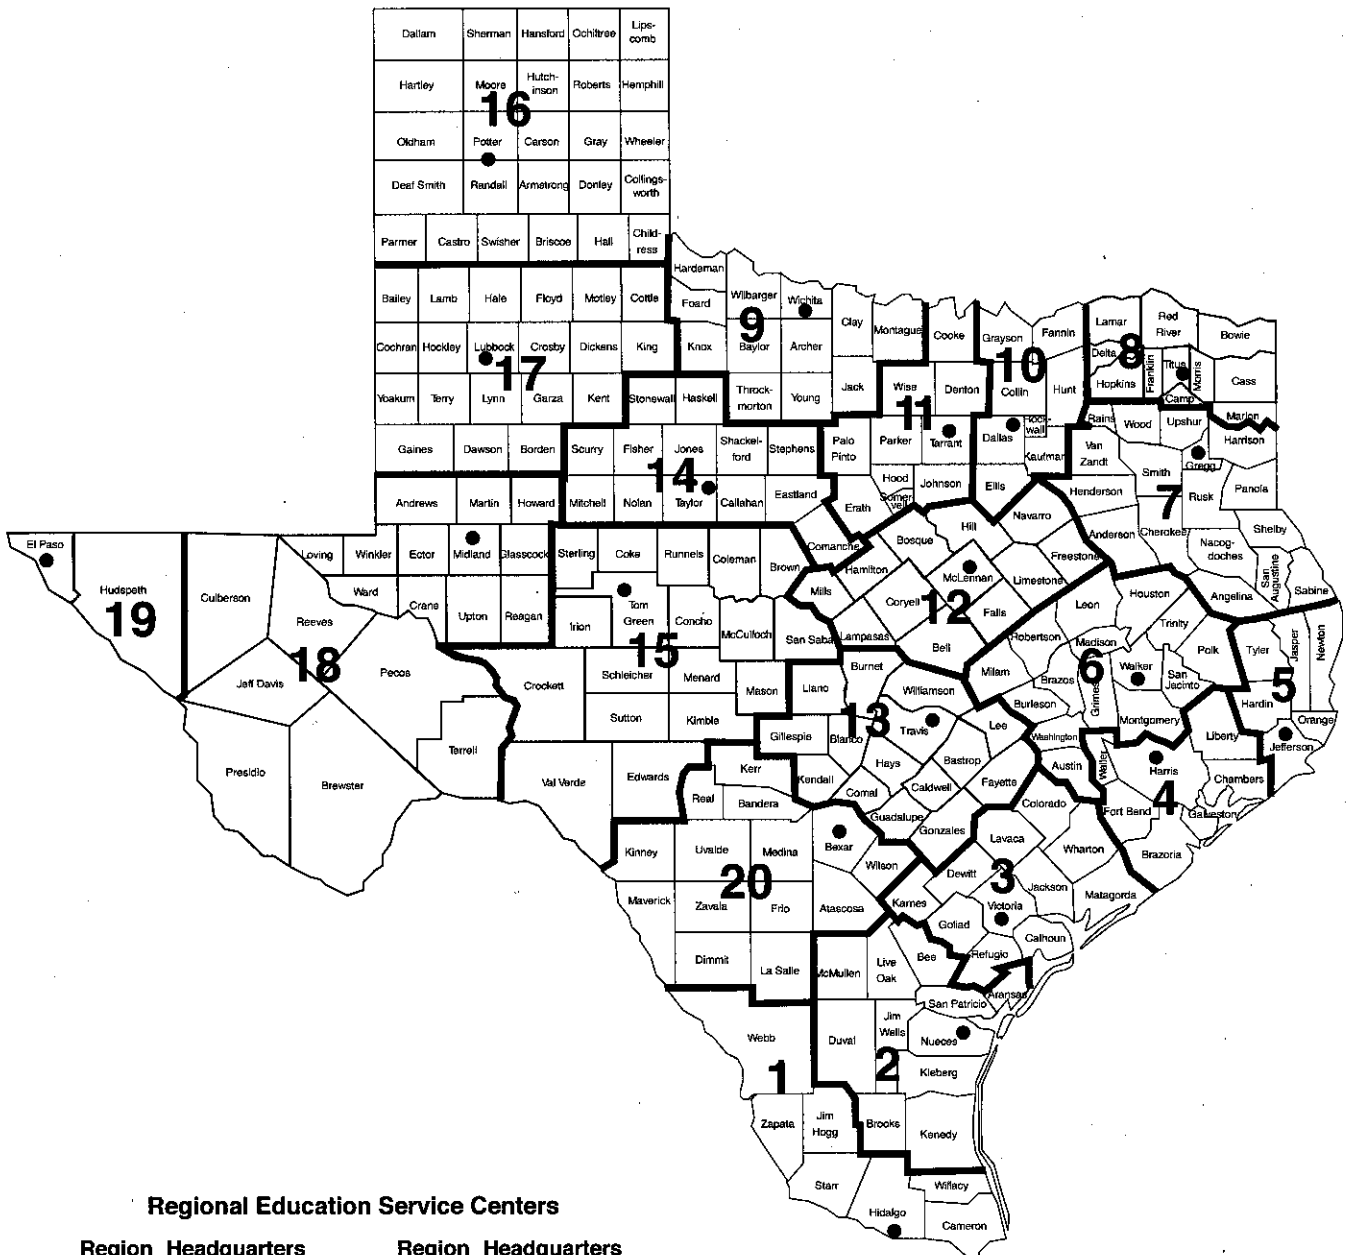 Dallam Sherman Hansford Ochiltree Lips-
comb
Hartley Moore Hutch-
inson Roberts Hemphill
16
Oldham Potter Carson Gray Wheeler
Deaf Smith Randall Armstrong Donley Collings-
worth
Parmer Castro Swisher Briscoe Hall Child-
ress
Hardeman
Bailey Lamb Hale Floyd Motley Cottle Foard Wilbarger Wichita
9
Clay Montague Cooke Grayson Fannin Lamar Red
River Bowie
Cochran Hockley Lubbock Crosby Dickens King Knox Baylor Archer
17
10
8
Delta Hopkins Franklin Titus Morris Cass
Camp
Yoakum Terry Lynn Garza Kent Stonewall Haskell Throck-
morton Young Jack Wise Denton Collin Hunt
11
Rains Wood Upshur Marion
Gaines Dawson Borden Scurry Fisher Jones Shackel-
ford Stephens Palo
Pinto Parker Tarrant Dallas Rock-
wall Kaufman Van
Zandt Smith Gregg Harrison
14
Andrews Martin Howard Mitchell Nolan Taylor Callahan Eastland Erath Hood Somer-
vell Johnson Ellis Henderson Rusk Panola
7
El Paso Hudspeth
19
Culberson Loving Winkler Ector Midland Glasscock Sterling Coke Runnels Coleman Brown Comanche Hamilton Bosque Hill Navarro Freestone Anderson Cherokee Nacog-
doches Shelby San
Augustine Sabine
Reeves Ward Crane Upton Reagan Irion Tom
Green Concho McCulloch San Saba Mills Lampasas Coryell McLennan Limestone Falls Bell Leon Houston Angelina
12
18
15
Jeff Davis Pecos Crockett Schleicher Menard Mason Llano Burnet Williamson Milam Robertson Madison Trinity Polk Tyler Jasper Newton
6
5
Brazos Grimes Walker San
Jacinto Hardin Orange
Presidio Brewster Terrell Val Verde Sutton Kimble Edwards Gillespie Blanco Travis Lee Burleson Washington Montgomery Liberty Jefferson
13
Kerr Kendall Hays Bastrop Fayette Austin Waller Harris Chambers
4
Real Bandera Comal Caldwell Guadalupe Gonzales Colorado Fort Bend Galveston
Kinney Uvalde Medina Bexar Wilson Lavaca Wharton Brazoria
20
Dewitt
3
Jackson Matagorda
Maverick Zavala Frio Atascosa Karnes Victoria
Goliad Calhoun
Dimmit La Salle McMullen Live
Oak Bee Refugio
Aransas
San Patricio
Webb Duval Jim
Wells Nueces
1
2
Kleberg
Zapata Jim
Hogg Brooks Kenedy
Starr Willacy
Hidalgo Cameron
Regional Education Service Centers
Region Headquarters Region Headquarters